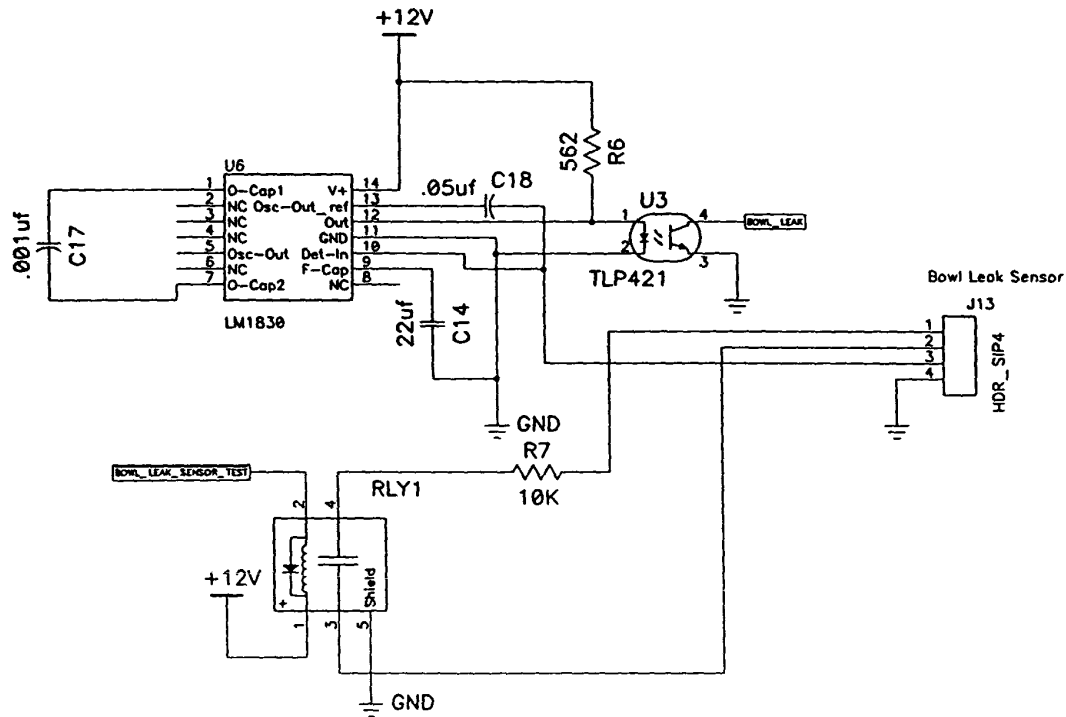 +12V
562
R6
U6
1 O-Cap1 V+ 14
2 NC Osc-Out_ref 13
3 NC Out 12
4 NC GND 11
5 Osc-Out Det-In 10
6 NC F-Cap 9
7 O-Cap2 NC 8
LM1830
.001uf
C17
.05uf
C18
22uf
C14
U3
1
2
4
3
TLP421
BOWL_LEAK
Bowl Leak Sensor
J13
1
2
3
4
HDR_SIP4
GND
R7
10K
BOWL_LEAK_SENSOR_TEST
RLY1
2
4
+12V
+
Shield
1
3
5
GND